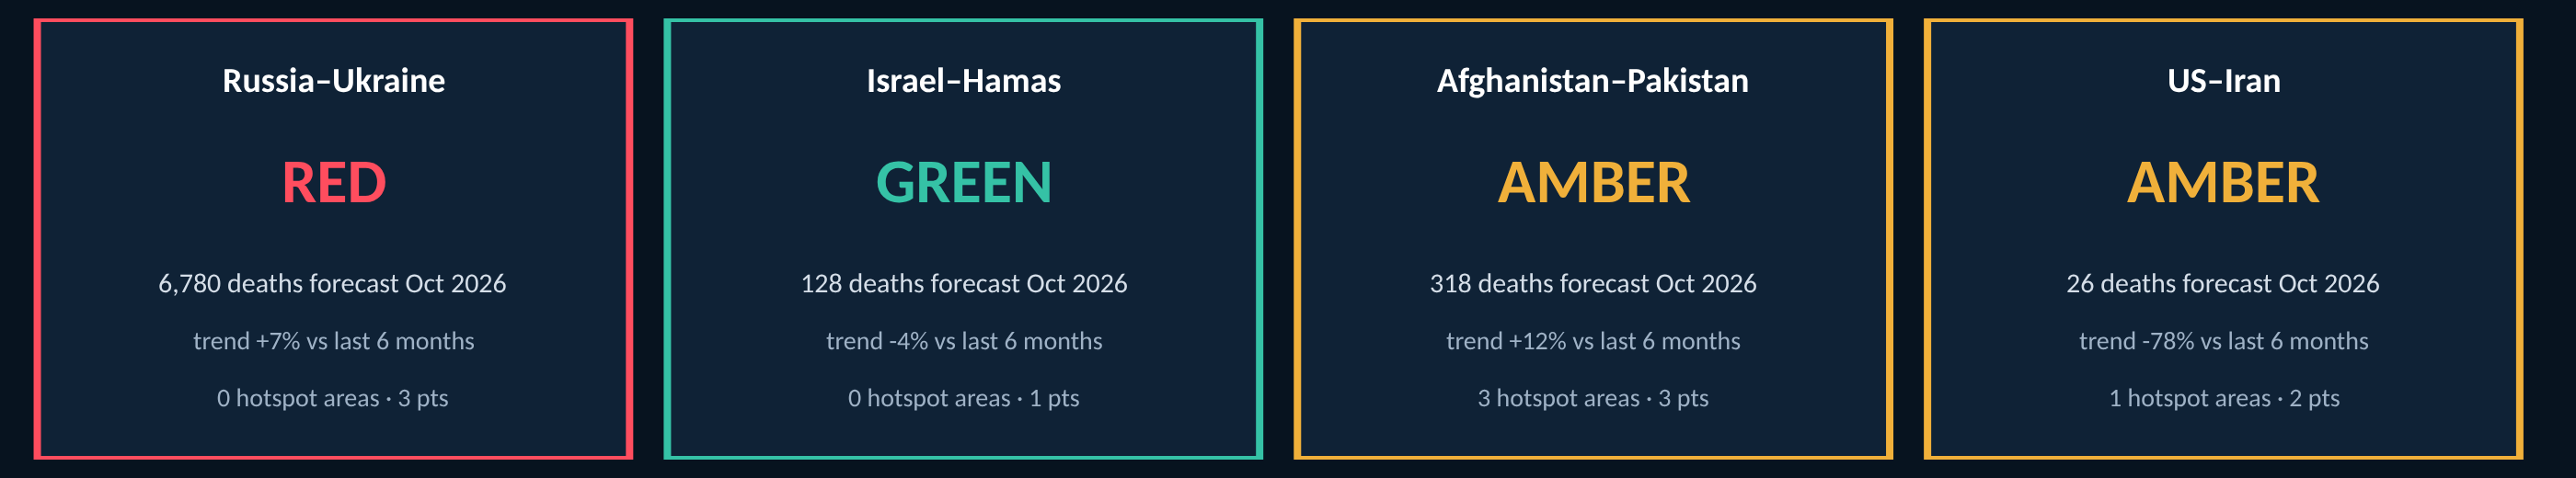 Russia–Ukraine
RED
6,780 deaths forecast Oct 2026
trend +7% vs last 6 months
0 hotspot areas · 3 pts
Israel–Hamas
GREEN
128 deaths forecast Oct 2026
trend -4% vs last 6 months
0 hotspot areas · 1 pts
Afghanistan–Pakistan
AMBER
318 deaths forecast Oct 2026
trend +12% vs last 6 months
3 hotspot areas · 3 pts
US–Iran
AMBER
26 deaths forecast Oct 2026
trend -78% vs last 6 months
1 hotspot areas · 2 pts